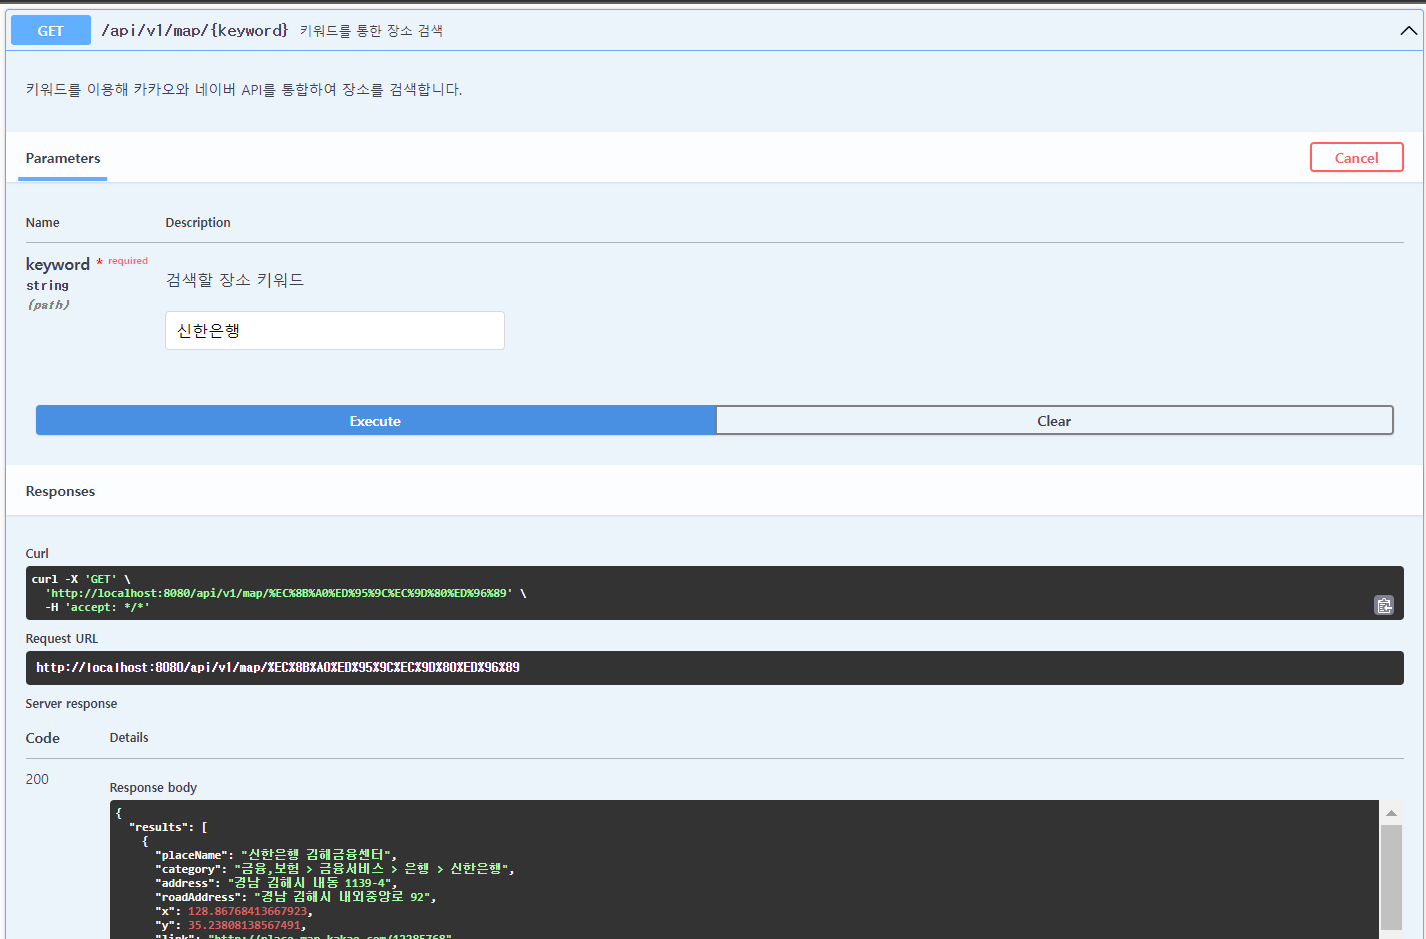 GET /api/v1/map/{keyword} 키워드를 통한 장소 검색
키워드를 이용해 카카오와 네이버 API를 통합하여 장소를 검색합니다.
Parameters
Cancel
Name Description
keyword * required
string
(path)
검색할 장소 키워드
신한은행
Execute
Clear
Responses
Curl
curl -X 'GET' \
'http://localhost:8080/api/v1/map/%EC%8B%A0%ED%95%9C%EC%9D%80%ED%96%89' \
-H 'accept: */*'
Request URL
http://localhost:8080/api/v1/map/%EC%8B%A0%ED%95%9C%EC%9D%80%ED%96%89
Server response
Code Details
200
Response body
{
"results": [
{
"placeName": "신한은행 김해금융센터",
"category": "금융,보험 > 금융서비스 > 은행 > 신한은행",
"address": "경남 김해시 내동 1139-4",
"roadAddress": "경남 김해시 내외중앙로 92",
"x": 128.86768413667923,
"y": 35.23808138567491,
"link": "http://place.map.kakao.com/12285768"